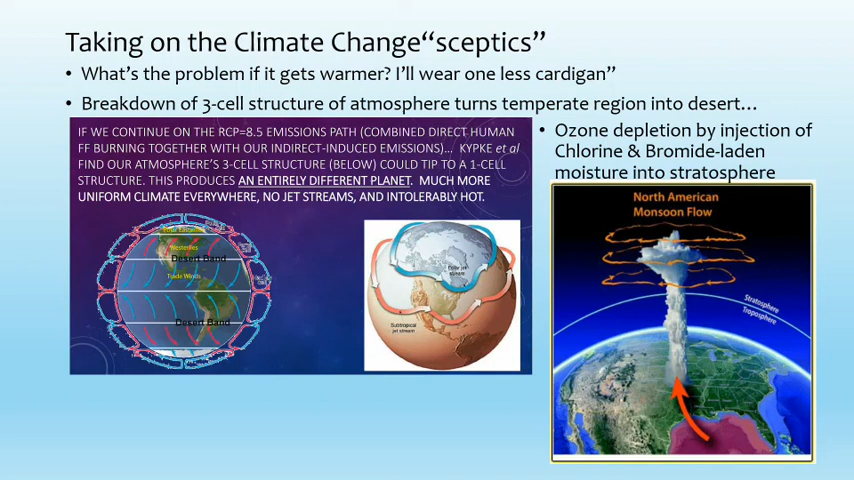 Taking on the Climate Change“sceptics”
• What’s the problem if it gets warmer? I’ll wear one less cardigan”
• Breakdown of 3-cell structure of atmosphere turns temperate region into desert…
IF WE CONTINUE ON THE RCP=8.5 EMISSIONS PATH (COMBINED DIRECT HUMAN
FF BURNING TOGETHER WITH OUR INDIRECT-INDUCED EMISSIONS)… KYPKE et al
FIND OUR ATMOSPHERE’S 3-CELL STRUCTURE (BELOW) COULD TIP TO A 1-CELL
STRUCTURE. THIS PRODUCES AN ENTIRELY DIFFERENT PLANET. MUCH MORE
UNIFORM CLIMATE EVERYWHERE, NO JET STREAMS, AND INTOLERABLY HOT.
Westerlies
Desert Band
Trade Winds
Desert Band
Polar jet
stream
Subtropical
jet stream
• Ozone depletion by injection of
Chlorine & Bromide-laden
moisture into stratosphere
North American
Monsoon Flow
Stratosphere
Troposphere